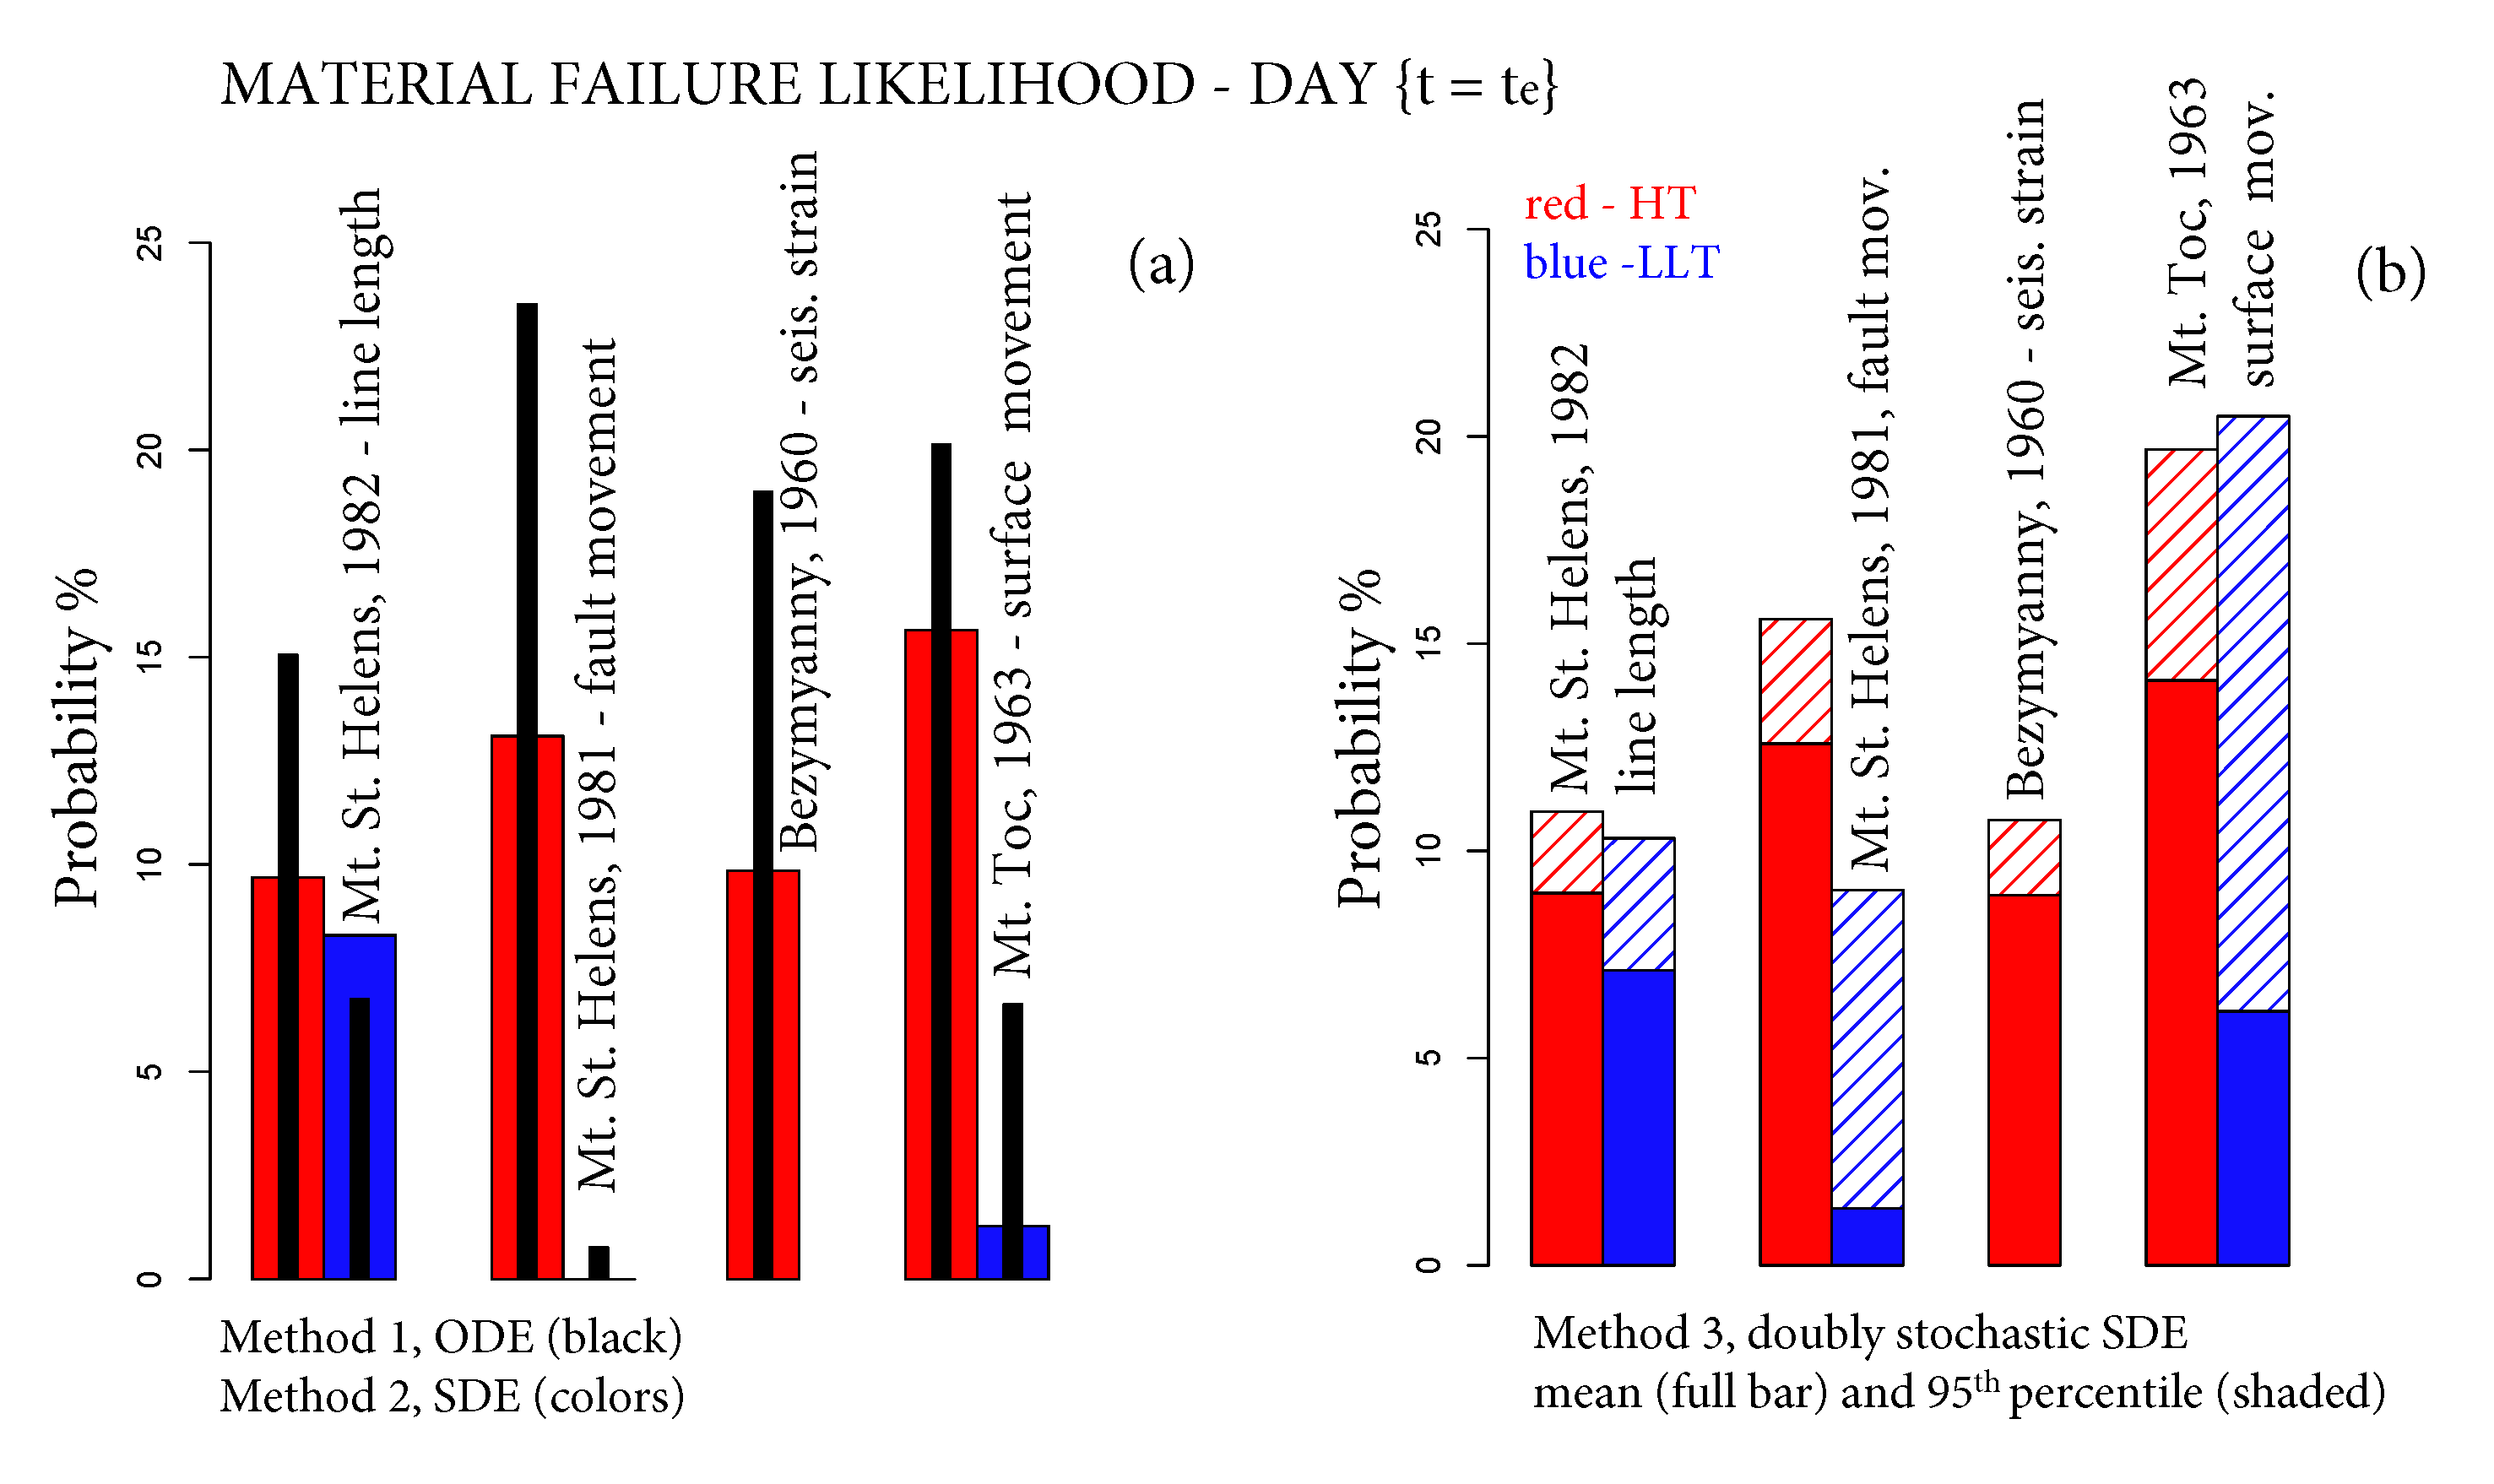 MATERIAL FAILURE LIKELIHOOD - DAY {t = te}
(a)
Probability %
25
20
15
10
5
0
Mt. St. Helens, 1982 - line length
Mt. St. Helens, 1981 - fault movement
Bezymyanny, 1960 - seis. strain
Mt. Toc, 1963 - surface movement
Method 1, ODE (black)
Method 2, SDE (colors)
(b)
red - HT
blue -LLT
Probability %
25
20
15
10
5
0
Mt. St. Helens, 1982
line length
Mt. St. Helens, 1981, fault mov.
Bezymyanny, 1960 - seis. strain
Mt. Toc, 1963
surface mov.
Method 3, doubly stochastic SDE
mean (full bar) and 95th percentile (shaded)